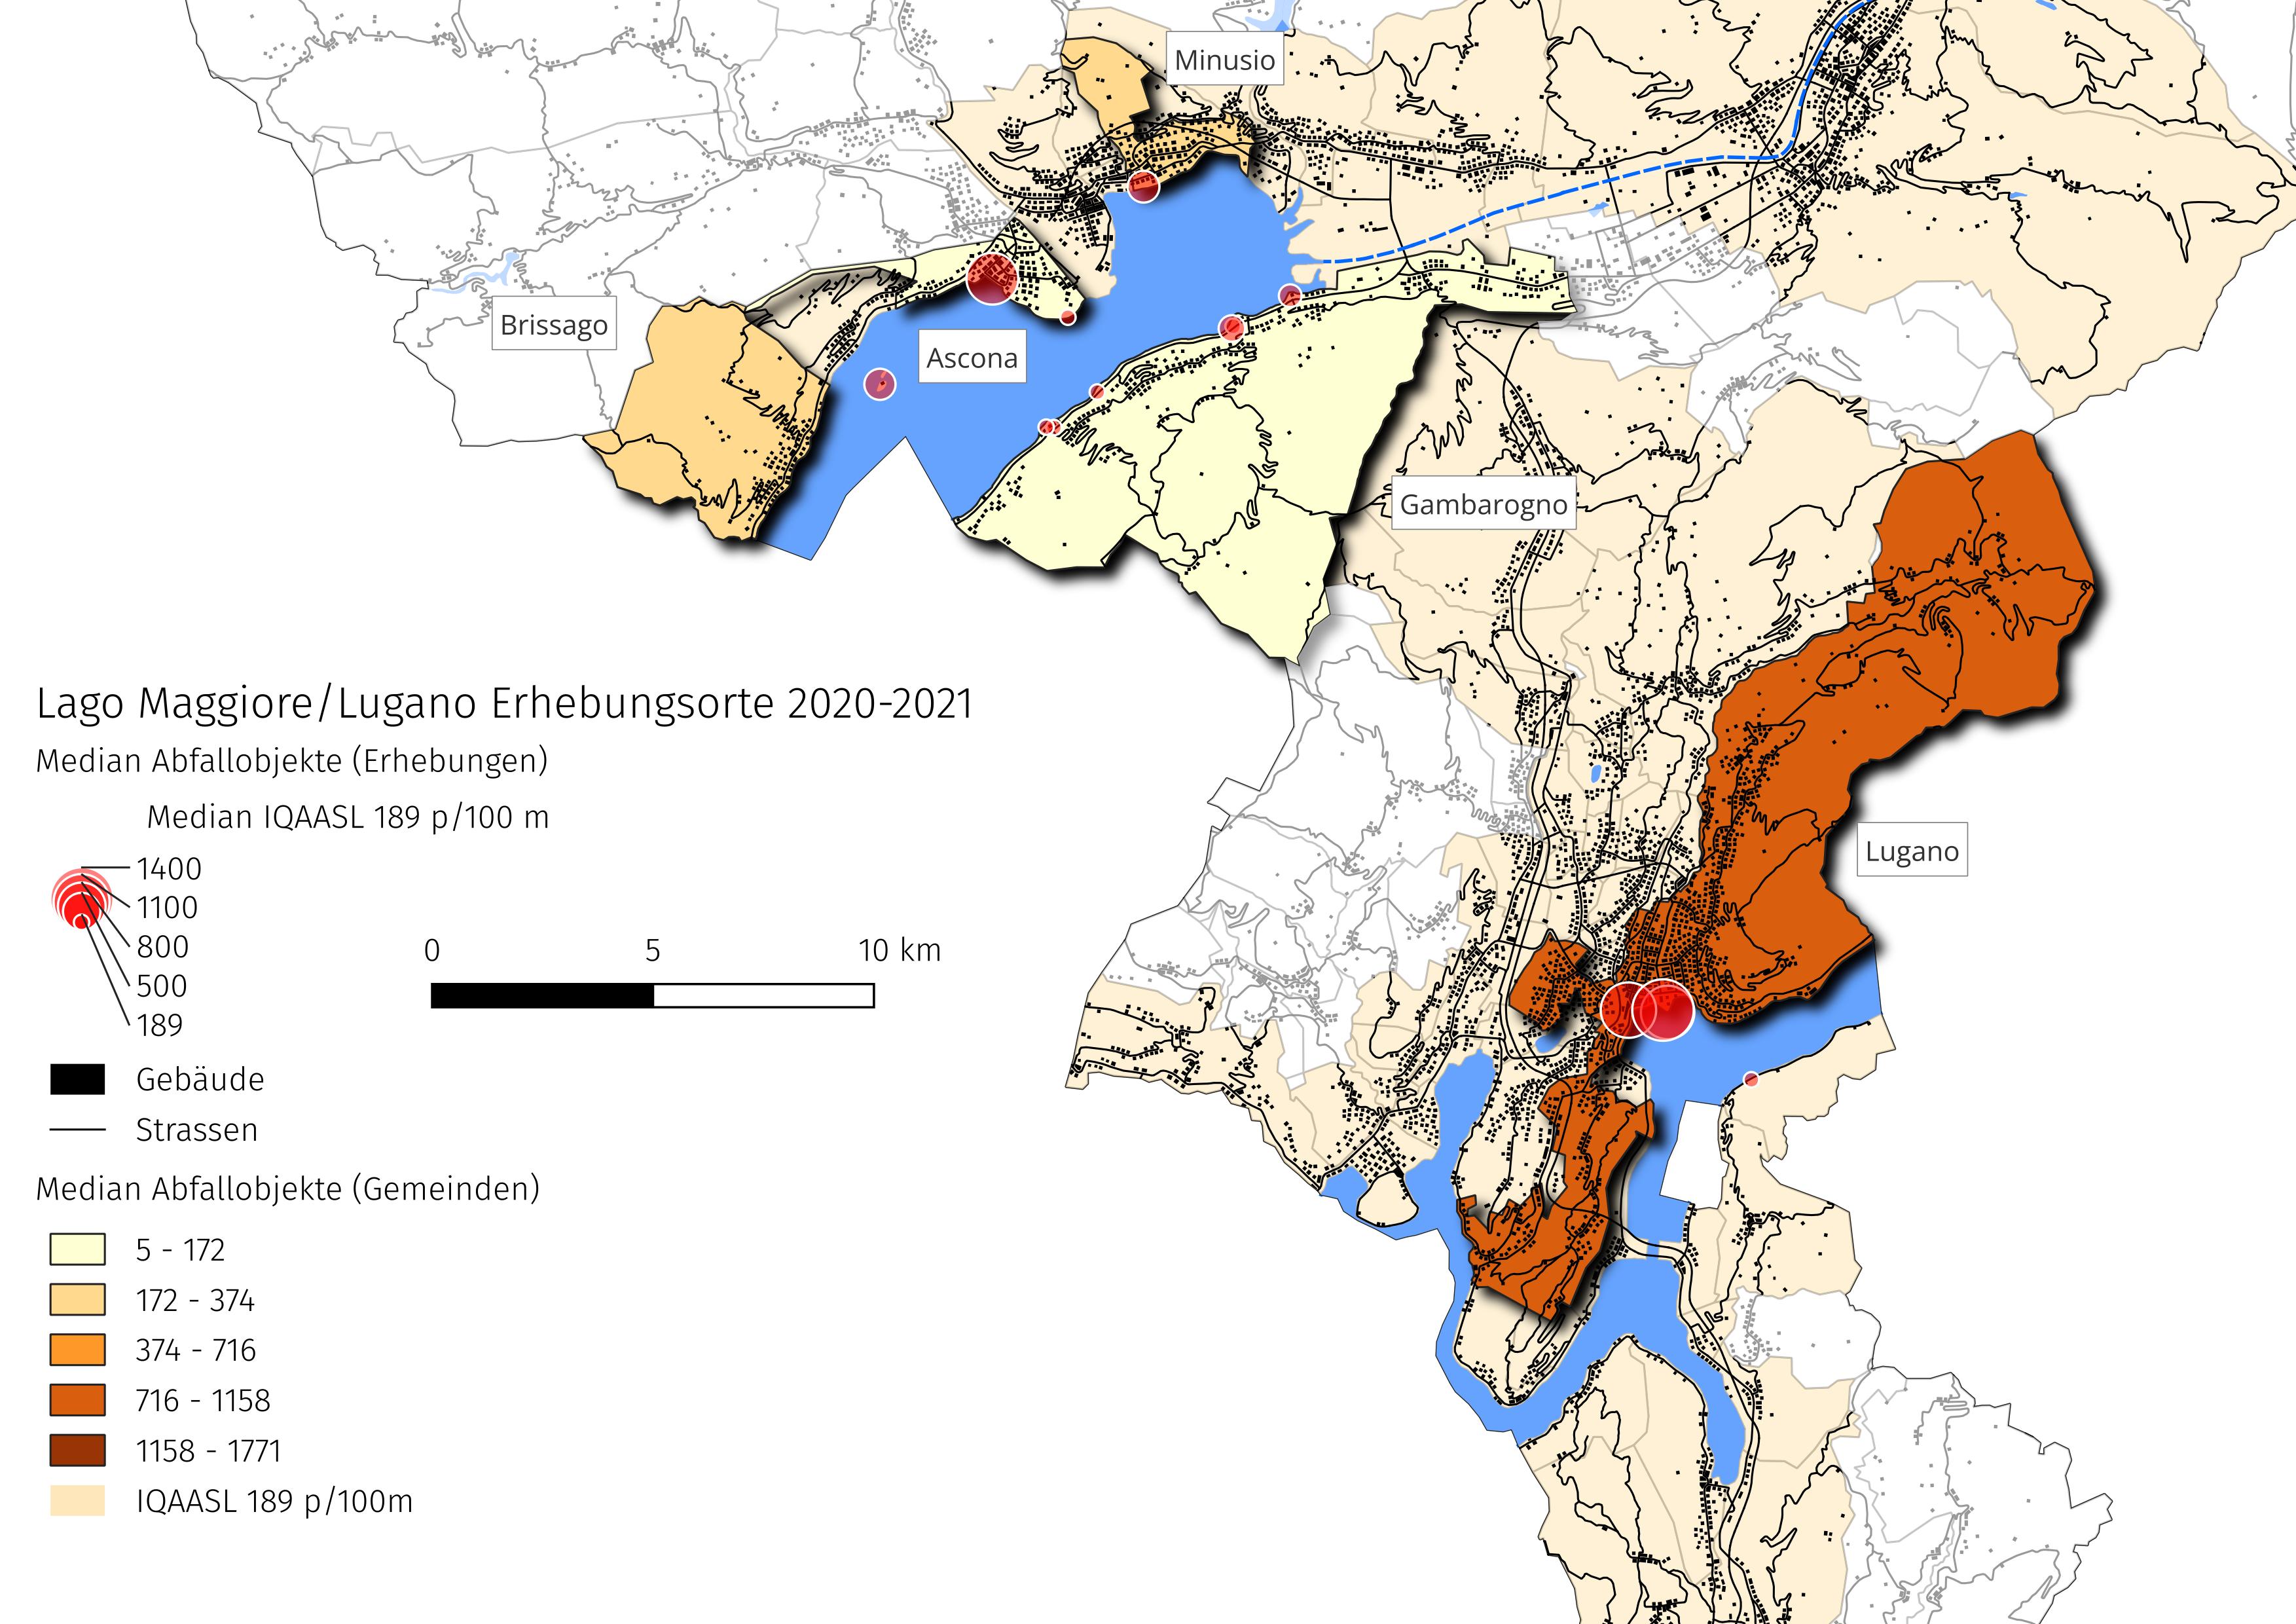 Minusio
Brissago
Ascona
Gambarogno
Lugano
Lago Maggiore/Lugano Erhebungsorte 2020-2021
Median Abfallobjekte (Erhebungen)
Median IQAASL 189 p/100 m
1400
1100
800
500
189
0 5 10 km
Gebäude
Strassen
Median Abfallobjekte (Gemeinden)
5 - 172
172 - 374
374 - 716
716 - 1158
1158 - 1771
IQAASL 189 p/100m